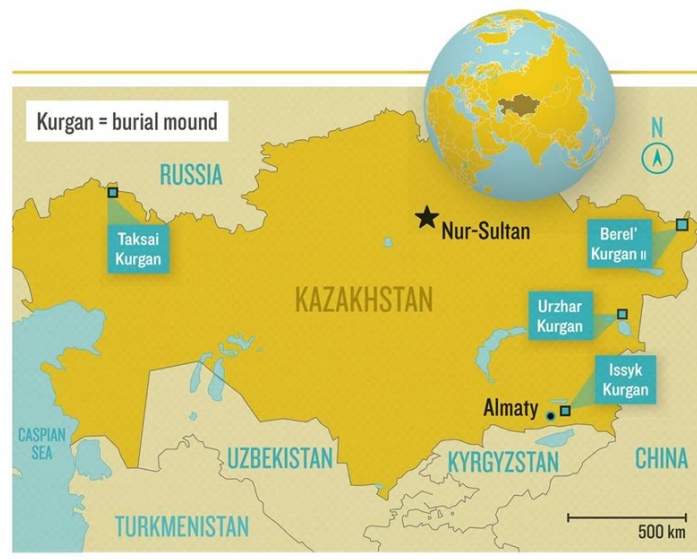 Kurgan = burial mound
N
RUSSIA
Taksai
Kurgan
Nur-Sultan
Berel'
Kurgan II
KAZAKHSTAN
Urzhar
Kurgan
Issyk
Kurgan
Almaty
CASPIAN
SEA
UZBEKISTAN
KYRGYZSTAN
CHINA
TURKMENISTAN
500 km